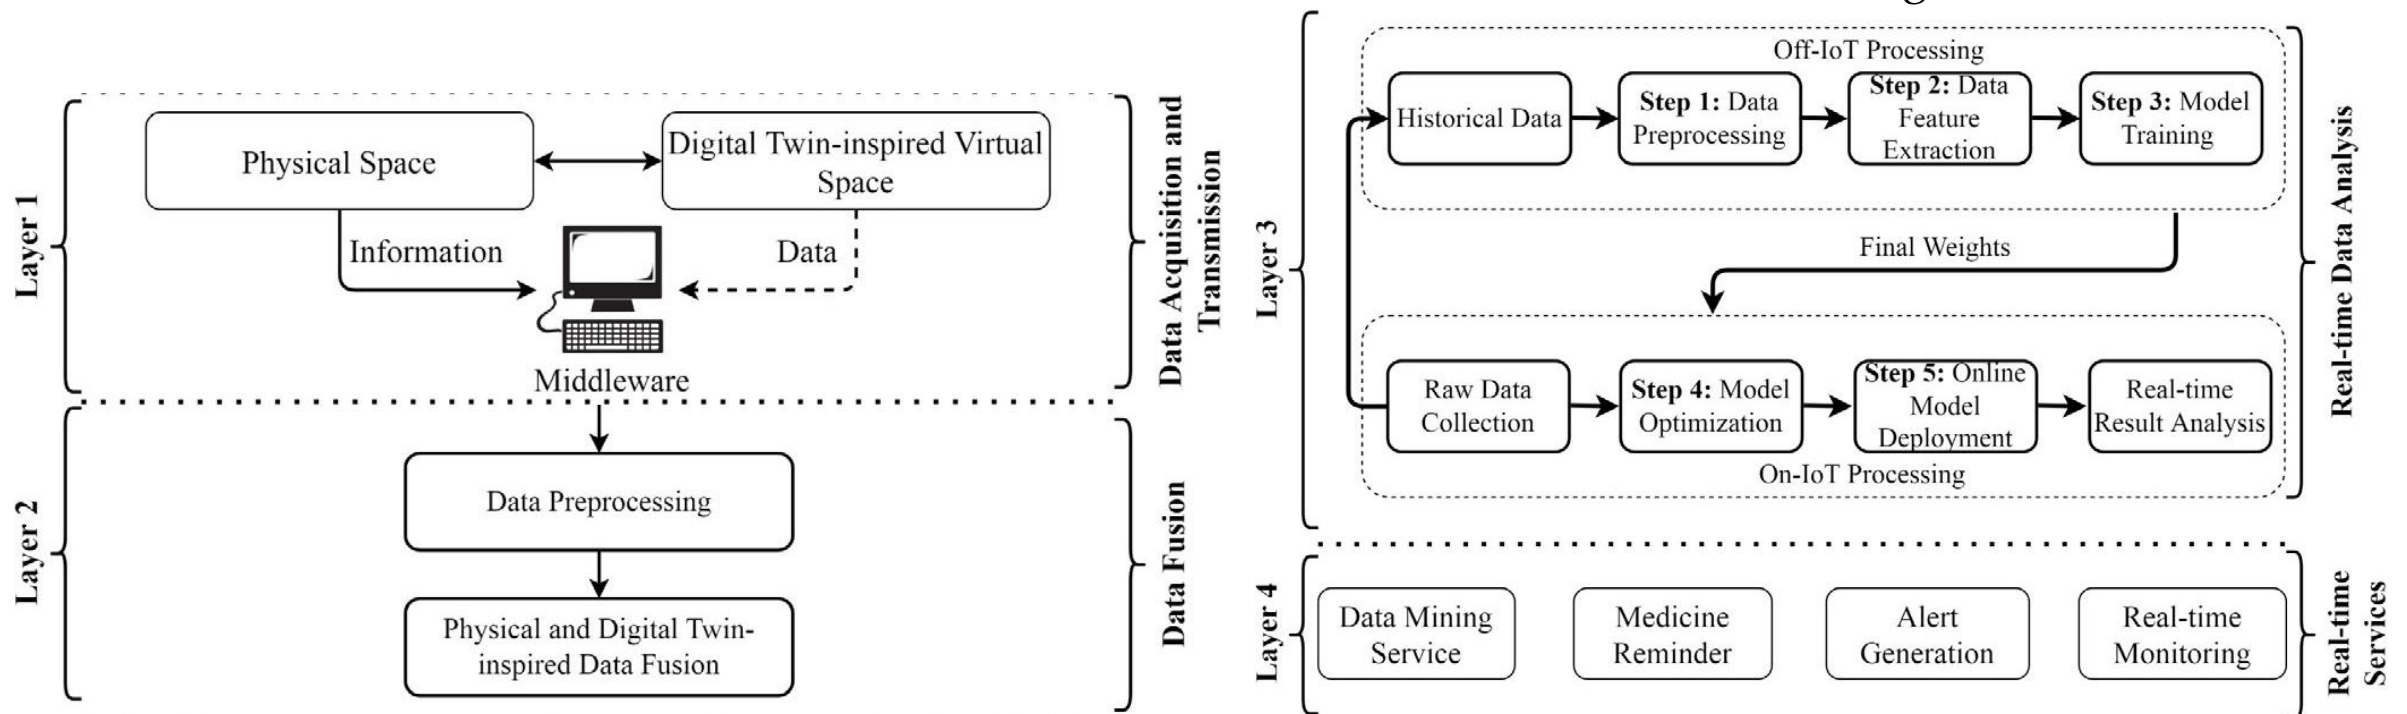 Layer 1
Physical Space
Digital Twin-inspired Virtual
Space
Information
Data
Middleware
Data Acquisition and
Transmission
Layer 2
Data Preprocessing
Physical and Digital Twin-
inspired Data Fusion
Data Fusion
Layer 3
Off-IoT Processing
Historical Data
Step 1: Data
Preprocessing
Step 2: Data
Feature
Extraction
Step 3: Model
Training
Final Weights
Raw Data
Collection
Step 4: Model
Optimization
Step 5: Online
Model
Deployment
Real-time
Result Analysis
On-IoT Processing
Real-time Data Analysis
Layer 4
Data Mining
Service
Medicine
Reminder
Alert
Generation
Real-time
Monitoring
Real-time
Services